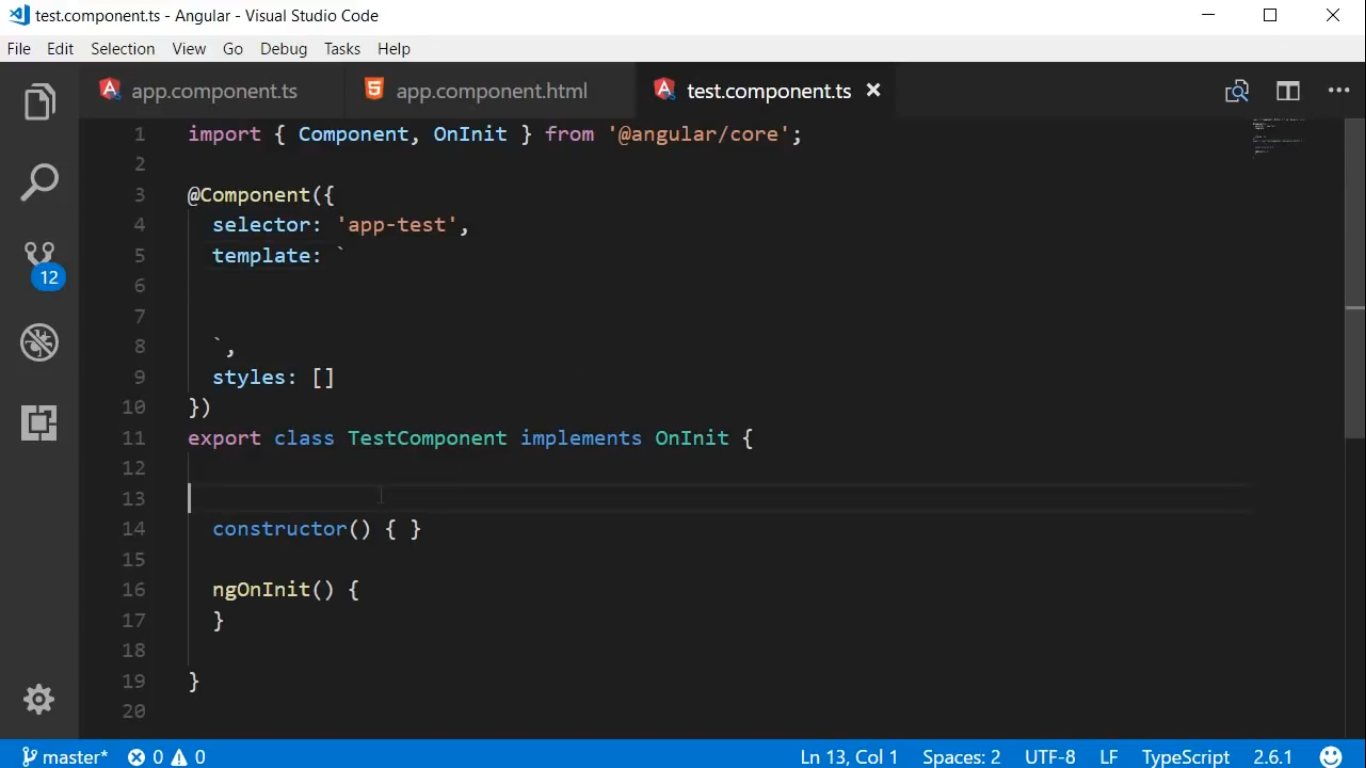 test.component.ts - Angular - Visual Studio Code
File Edit Selection View Go Debug Tasks Help
app.component.ts app.component.html test.component.ts
1 import { Component, OnInit } from '@angular/core';
2
3 @Component({
4 selector: 'app-test',
5 template: `
6
7
8 `,
9 styles: []
10 })
11 export class TestComponent implements OnInit {
12
13
14 constructor() { }
15
16 ngOnInit() {
17 }
18
19 }
20
12
master* 0 0 Ln 13, Col 1 Spaces: 2 UTF-8 LF TypeScript 2.6.1